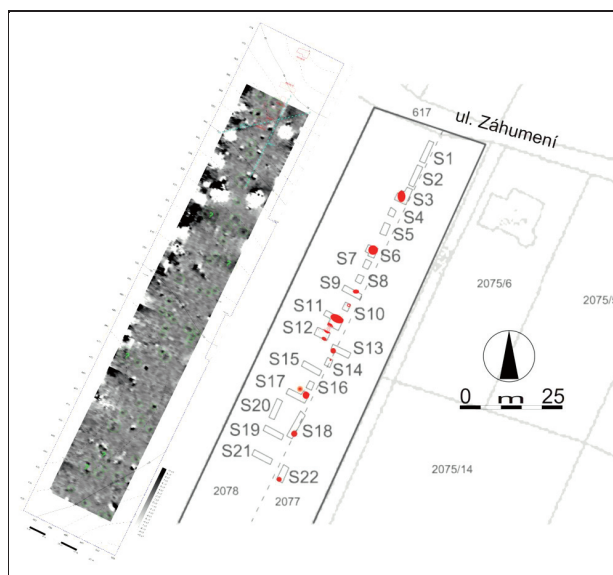 617
ul. Záhumení
S1
S2
S3
S4
S5
S6
S7
S8
S9
S10
S11
S12
S13
S14
S15
S16
S17
S18
S20
S19
S21
S22
2075/6
2075/5
2075/14
2078
2077
0 m 25